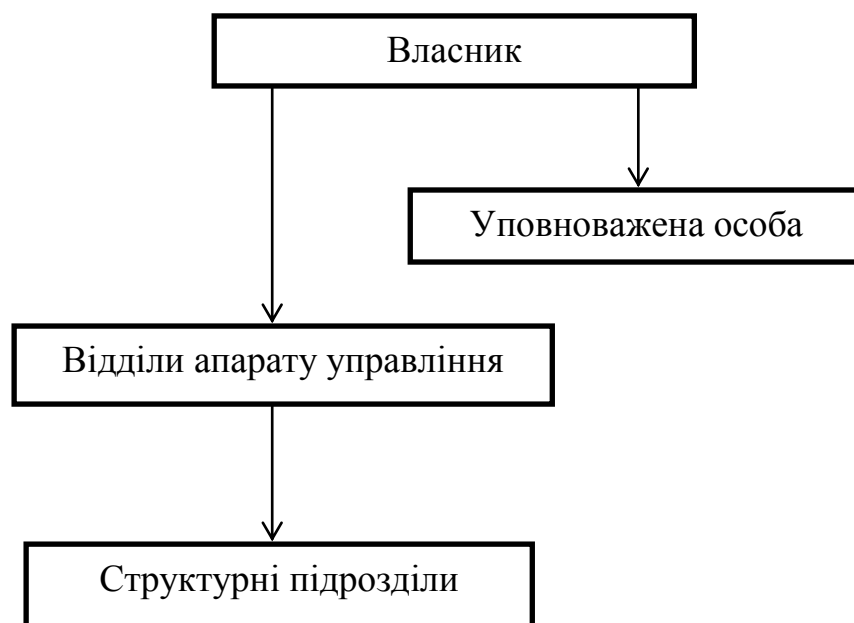 Власник
Уповноважена особа
Відділи апарату управління
Структурні підрозділи